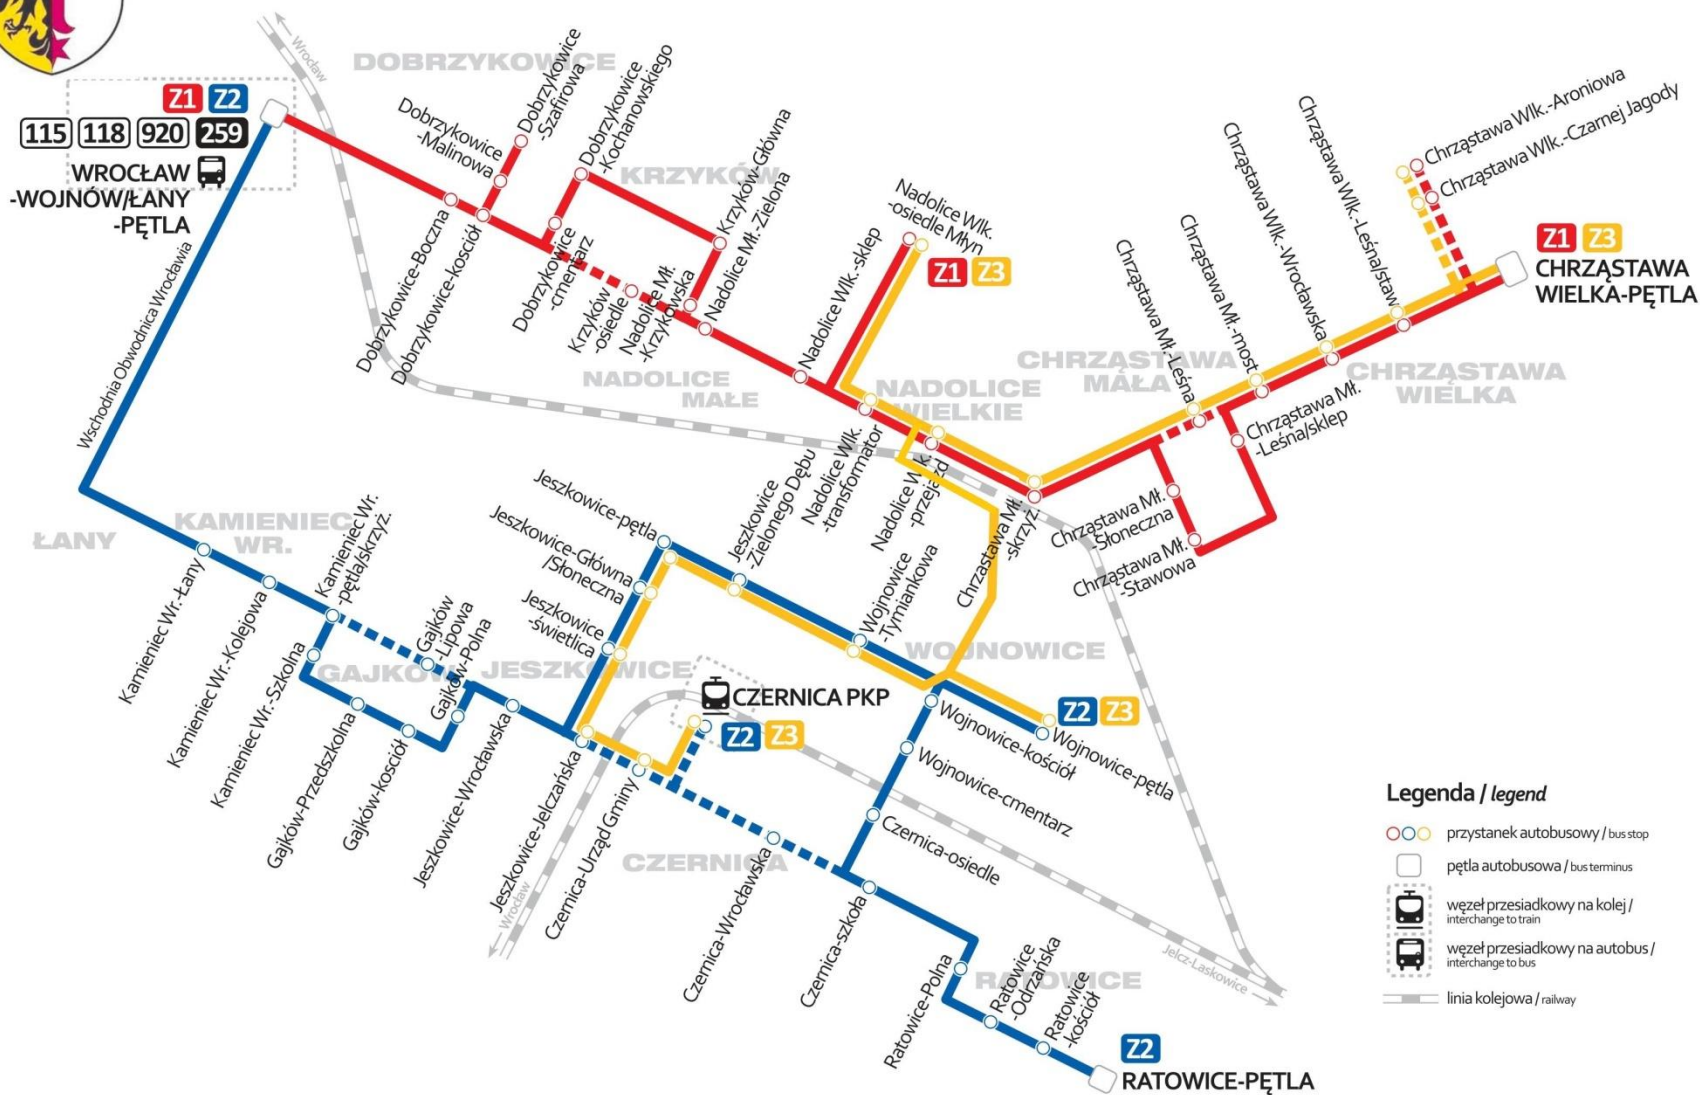 Wrocław
DOBRZYKOWICE
Z1 Z2
115 118 920 259
WROCŁAW
-WOJNÓW/ŁANY
-PĘTLA
Wschodnia Obwodnica Wrocławia
Dobrzykowice-Boczna
Dobrzykowice-kościół
Dobrzykowice
-Malinowa
Dobrzykowice
-Szafirowa
Dobrzykowice
-cmentarz
Dobrzykowice
-Kochanowskiego
KRZYKÓW
Krzyków-Główna
Krzyków
-osiedle
Nadolice Mł.
-Krzykowska
Nadolice Mł.-Zielona
NADOLICE
MAŁE
Nadolice Wlk.-sklep
Nadolice Wlk.
-osiedle Młyn
Z1 Z3
NADOLICE
WIELKIE
Nadolice Wlk.
-transformator
Nadolice Wlk.
-przejazd
Chrząstawa Mł.
-skrzyż.
CHRZĄSTAWA
MAŁA
Chrząstawa Mł.-Leśna
Chrząstawa Mł.
-Słoneczna
Chrząstawa Mł.
-Stawowa
Chrząstawa Mł.
-Leśna/sklep
Chrząstawa Mł.-most
Chrząstawa Wlk.-Wrocławska
Chrząstawa Wlk.-Leśna/staw
CHRZĄSTAWA
WIELKA
Chrząstawa Wlk.-Aroniowa
Chrząstawa Wlk.-Czarnej Jagody
Z1 Z3
CHRZĄSTAWA
WIELKA-PĘTLA
ŁANY
KAMIENIEC
WR.
Kamieniec Wr.-Łany
Kamieniec Wr.-Kolejowa
Kamieniec Wr.
-pętla/skrzyż.
Kamieniec Wr.-Szkolna
GAJKÓW
Gajków-Przedszkolna
Gajków-kościół
Gajków
-Lipowa
Gajków-Polna
JESZKOWICE
Jeszkowice-Wrocławska
Jeszkowice-Jelczańska
Jeszkowice
-świetlica
Jeszkowice-Główna
/Słoneczna
Jeszkowice-pętla
Jeszkowice
-Zielonego Dębu
Wojnowice
-Tymiankowa
WOJNOWICE
Z2 Z3
Wojnowice-pętla
Wojnowice-kościół
Wojnowice-cmentarz
Czernica-osiedle
CZERNICA PKP
Z2 Z3
CZERNICA
Czernica-Urząd Gminy
Czernica-Wrocławska
Czernica-szkoła
Wrocław
Jelcz-Laskowice
RATOWICE
Ratowice-Polna
Ratowice
-Odrzańska
Ratowice
-kościół
Z2
RATOWICE-PĘTLA
Legenda / legend
przystanek autobusowy / bus stop
pętla autobusowa / bus terminus
węzeł przesiadkowy na kolej /
interchange to train
węzeł przesiadkowy na autobus /
interchange to bus
linia kolejowa / railway